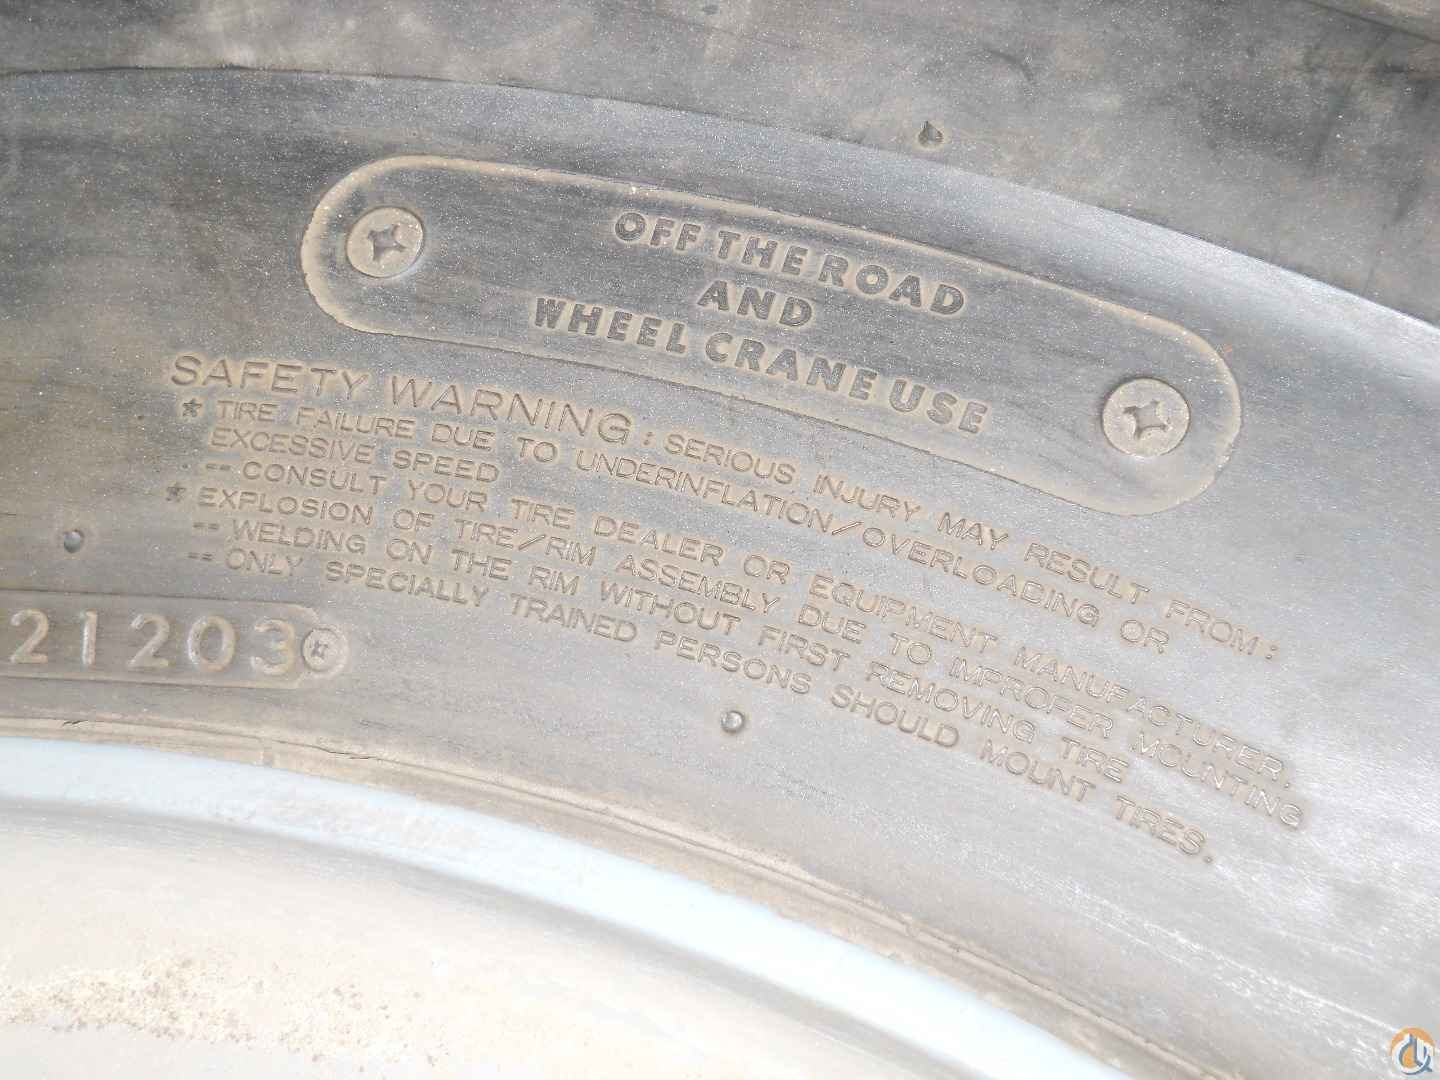 OFF THE ROAD
AND
WHEEL CRANE USE
SAFETY WARNING: SERIOUS INJURY MAY RESULT FROM:
* TIRE FAILURE DUE TO UNDERINFLATION/OVERLOADING OR
EXCESSIVE SPEED
-- CONSULT YOUR TIRE DEALER OR EQUIPMENT MANUFACTURER.
* EXPLOSION OF TIRE/RIM ASSEMBLY DUE TO IMPROPER MOUNTING
-- WELDING ON THE RIM WITHOUT FIRST REMOVING TIRE
-- ONLY SPECIALLY TRAINED PERSONS SHOULD MOUNT TIRES.
21203